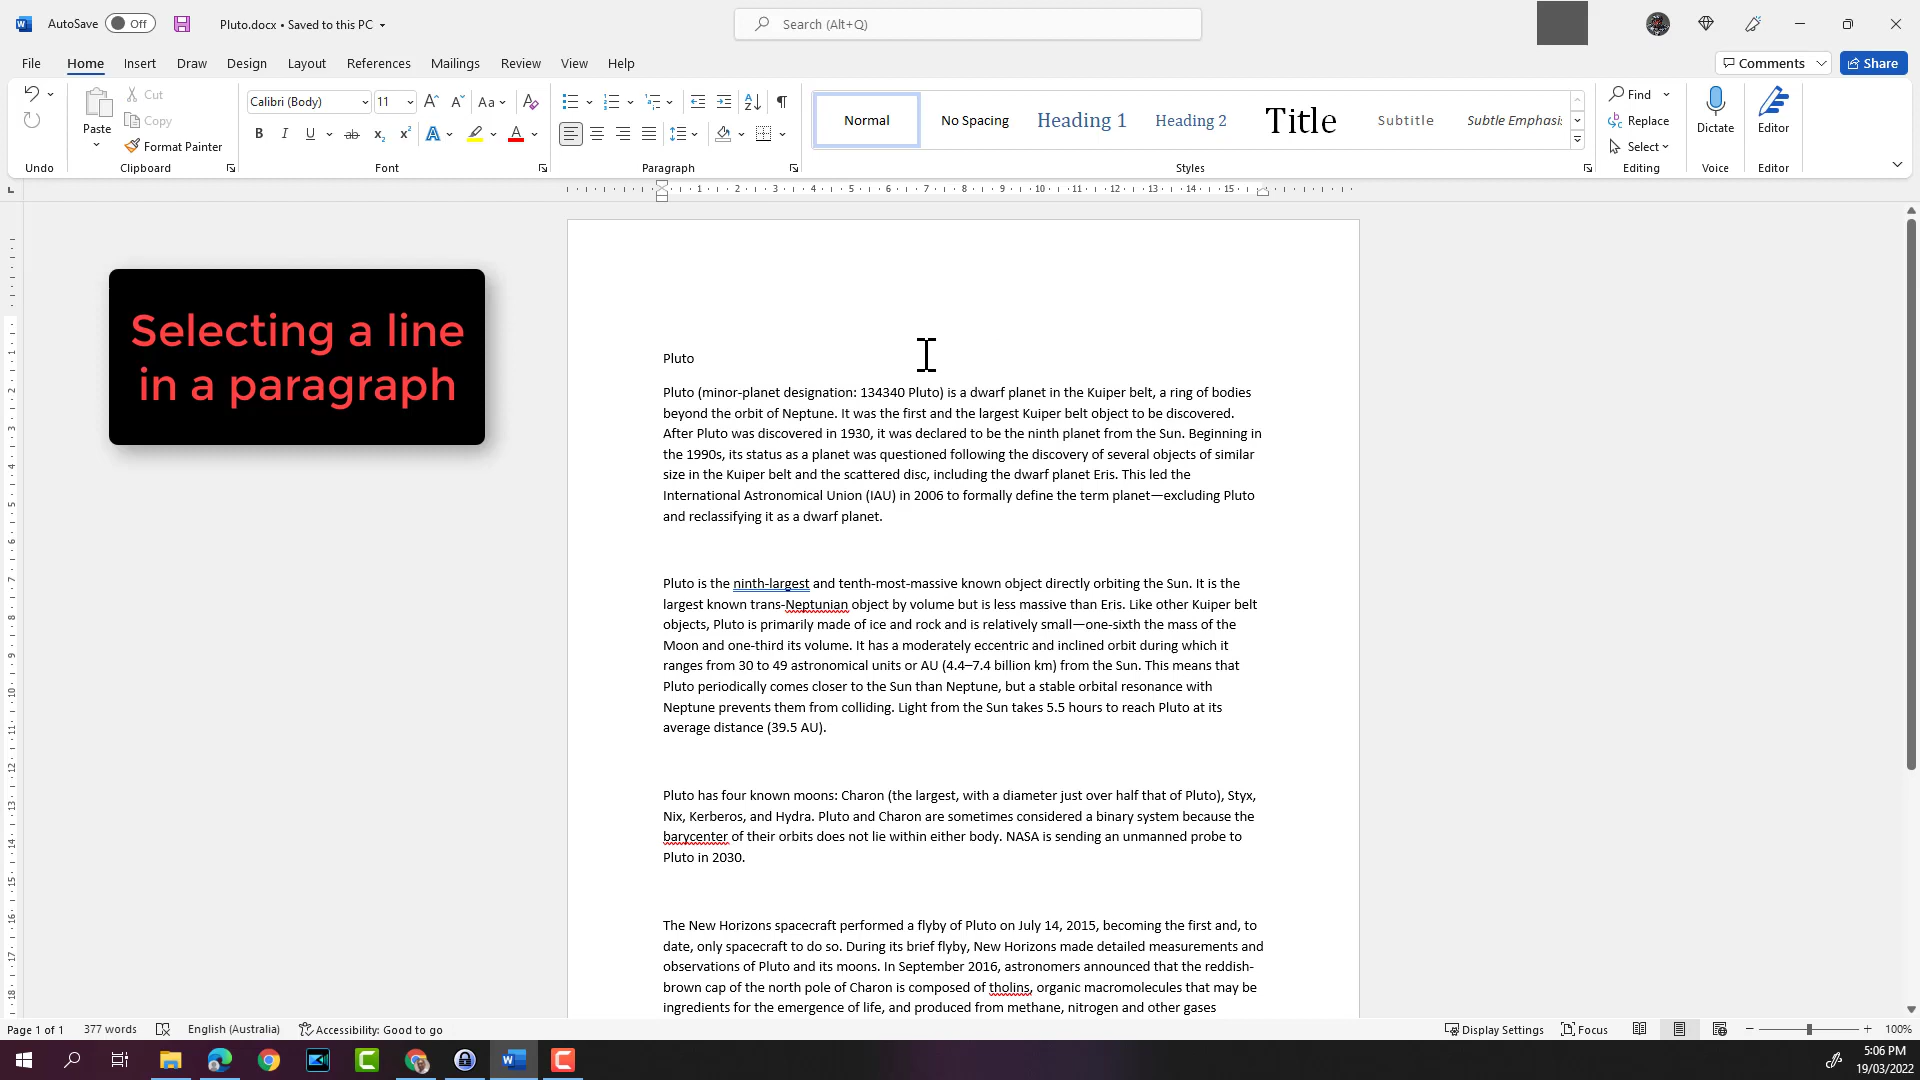 AutoSave Off Pluto.docx • Saved to this PC Search (Alt+Q)
File Home Insert Draw Design Layout References Mailings Review View Help Comments Share
Paste Cut Copy Format Painter
Calibri (Body) 11 Aa
B I U ab x₂ x² A A
Normal No Spacing Heading 1 Heading 2 Title Subtitle Subtle Emphasis
Find Replace Select
Dictate Editor
Undo Clipboard Font Paragraph Styles Editing Voice Editor
1 2 3 4 5 6 7 8 9 10 11 12 13 14 15
Selecting a line
in a paragraph
Pluto
Pluto (minor-planet designation: 134340 Pluto) is a dwarf planet in the Kuiper belt, a ring of bodies
beyond the orbit of Neptune. It was the first and the largest Kuiper belt object to be discovered.
After Pluto was discovered in 1930, it was declared to be the ninth planet from the Sun. Beginning in
the 1990s, its status as a planet was questioned following the discovery of several objects of similar
size in the Kuiper belt and the scattered disc, including the dwarf planet Eris. This led the
International Astronomical Union (IAU) in 2006 to formally define the term planet—excluding Pluto
and reclassifying it as a dwarf planet.
Pluto is the ninth-largest and tenth-most-massive known object directly orbiting the Sun. It is the
largest known trans-Neptunian object by volume but is less massive than Eris. Like other Kuiper belt
objects, Pluto is primarily made of ice and rock and is relatively small—one-sixth the mass of the
Moon and one-third its volume. It has a moderately eccentric and inclined orbit during which it
ranges from 30 to 49 astronomical units or AU (4.4–7.4 billion km) from the Sun. This means that
Pluto periodically comes closer to the Sun than Neptune, but a stable orbital resonance with
Neptune prevents them from colliding. Light from the Sun takes 5.5 hours to reach Pluto at its
average distance (39.5 AU).
Pluto has four known moons: Charon (the largest, with a diameter just over half that of Pluto), Styx,
Nix, Kerberos, and Hydra. Pluto and Charon are sometimes considered a binary system because the
barycenter of their orbits does not lie within either body. NASA is sending an unmanned probe to
Pluto in 2030.
The New Horizons spacecraft performed a flyby of Pluto on July 14, 2015, becoming the first and, to
date, only spacecraft to do so. During its brief flyby, New Horizons made detailed measurements and
observations of Pluto and its moons. In September 2016, astronomers announced that the reddish-
brown cap of the north pole of Charon is composed of tholins, organic macromolecules that may be
ingredients for the emergence of life, and produced from methane, nitrogen and other gases
Page 1 of 1 377 words English (Australia) Accessibility: Good to go Display Settings Focus 100%
5:06 PM
19/03/2022